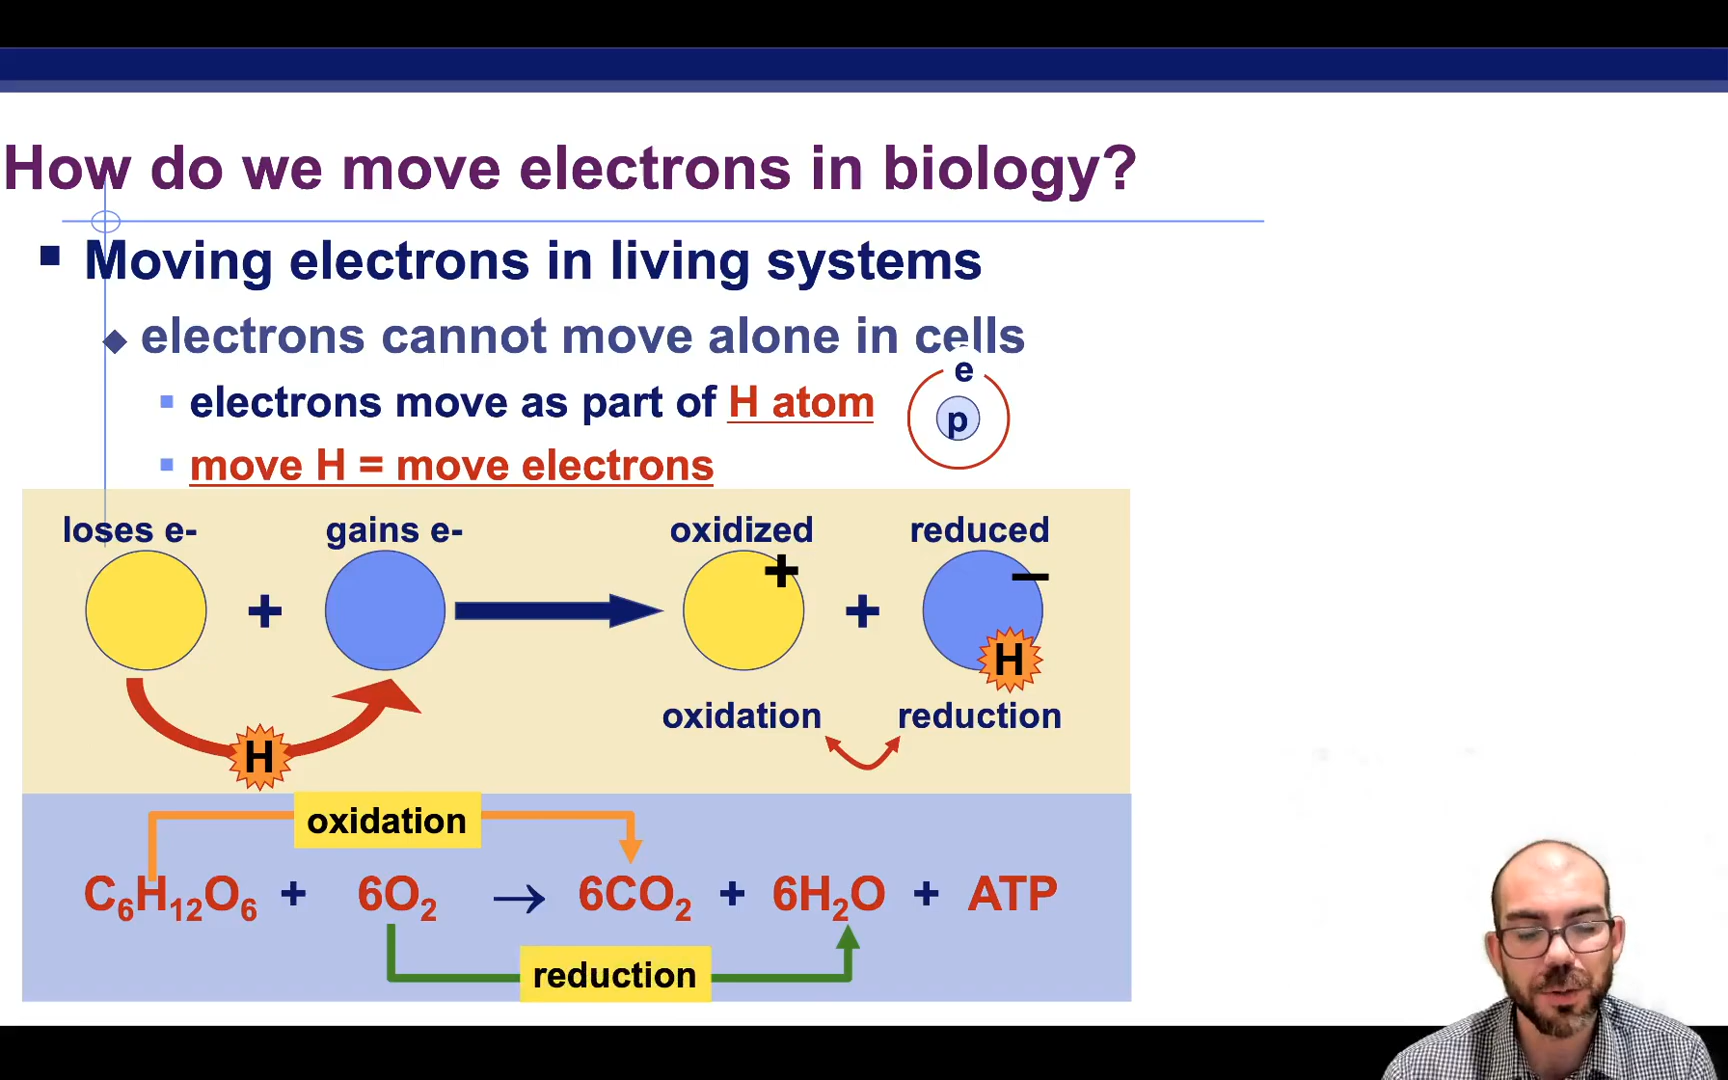 How do we move electrons in biology?
Moving electrons in living systems
electrons cannot move alone in cells
e
electrons move as part of H atom
p
move H = move electrons
loses e- gains e- oxidized reduced
+ + + –
H
oxidation reduction
H
oxidation
C₆H₁₂O₆ + 6O₂ → 6CO₂ + 6H₂O + ATP
reduction